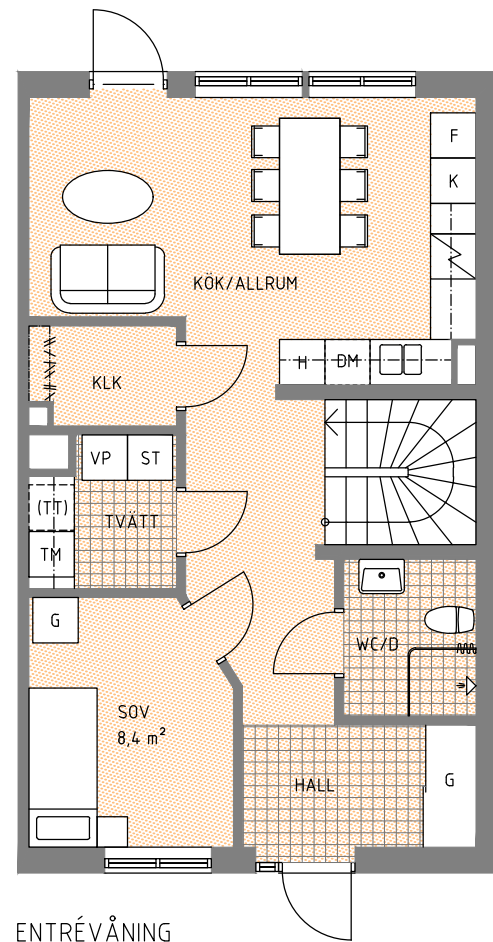 F
K
KÖK/ALLRUM
H
DM
KLK
VP
ST
(TT)
TVÄTT
TM
G
WC/D
SOV
8,4 m²
HALL
G
ENTRÉVÅNING